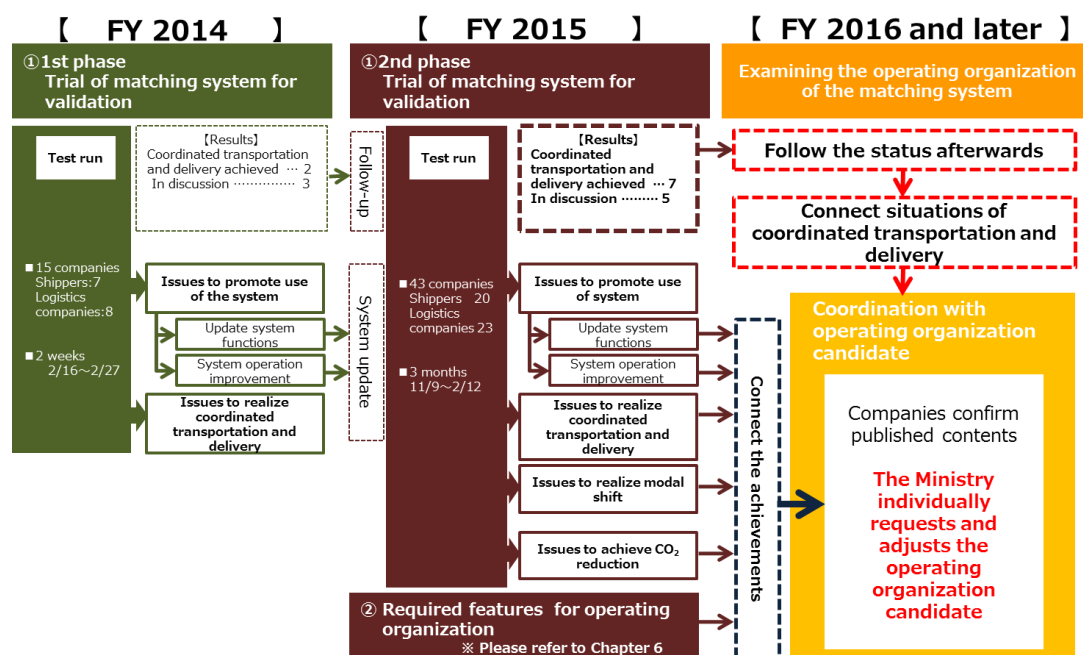 【 FY 2014 】
①1st phase
Trial of matching system for
validation
Test run
【Results】
Coordinated transportation
and delivery achieved … 2
In discussion …………… 3
■ 15 companies
Shippers:7
Logistics
companies:8
■ 2 weeks
2/16～2/27
Issues to promote use
of the system
Update system
functions
System operation
improvement
Issues to realize
coordinated
transportation and
delivery
Follow-up
System update
【 FY 2015 】
①2nd phase
Trial of matching system for
validation
Test run
【Results】
Coordinated
transportation
and delivery achieved … 7
In discussion ……… 5
■ 43 companies
Shippers 20
Logistics
companies 23
■ 3 months
11/9～2/12
Issues to promote use
of system
Update system
functions
System operation
improvement
Issues to realize
coordinated
transportation and
delivery
Issues to realize modal
shift
Issues to achieve CO₂
reduction
② Required features for operating
organization
※ Please refer to Chapter 6
Connect the achievements
【 FY 2016 and later 】
Examining the operating organization
of the matching system
Follow the status afterwards
Connect situations of
coordinated transportation and
delivery
Coordination with
operating organization
candidate
Companies confirm
published contents
The Ministry
individually
requests and
adjusts the
operating
organization
candidate